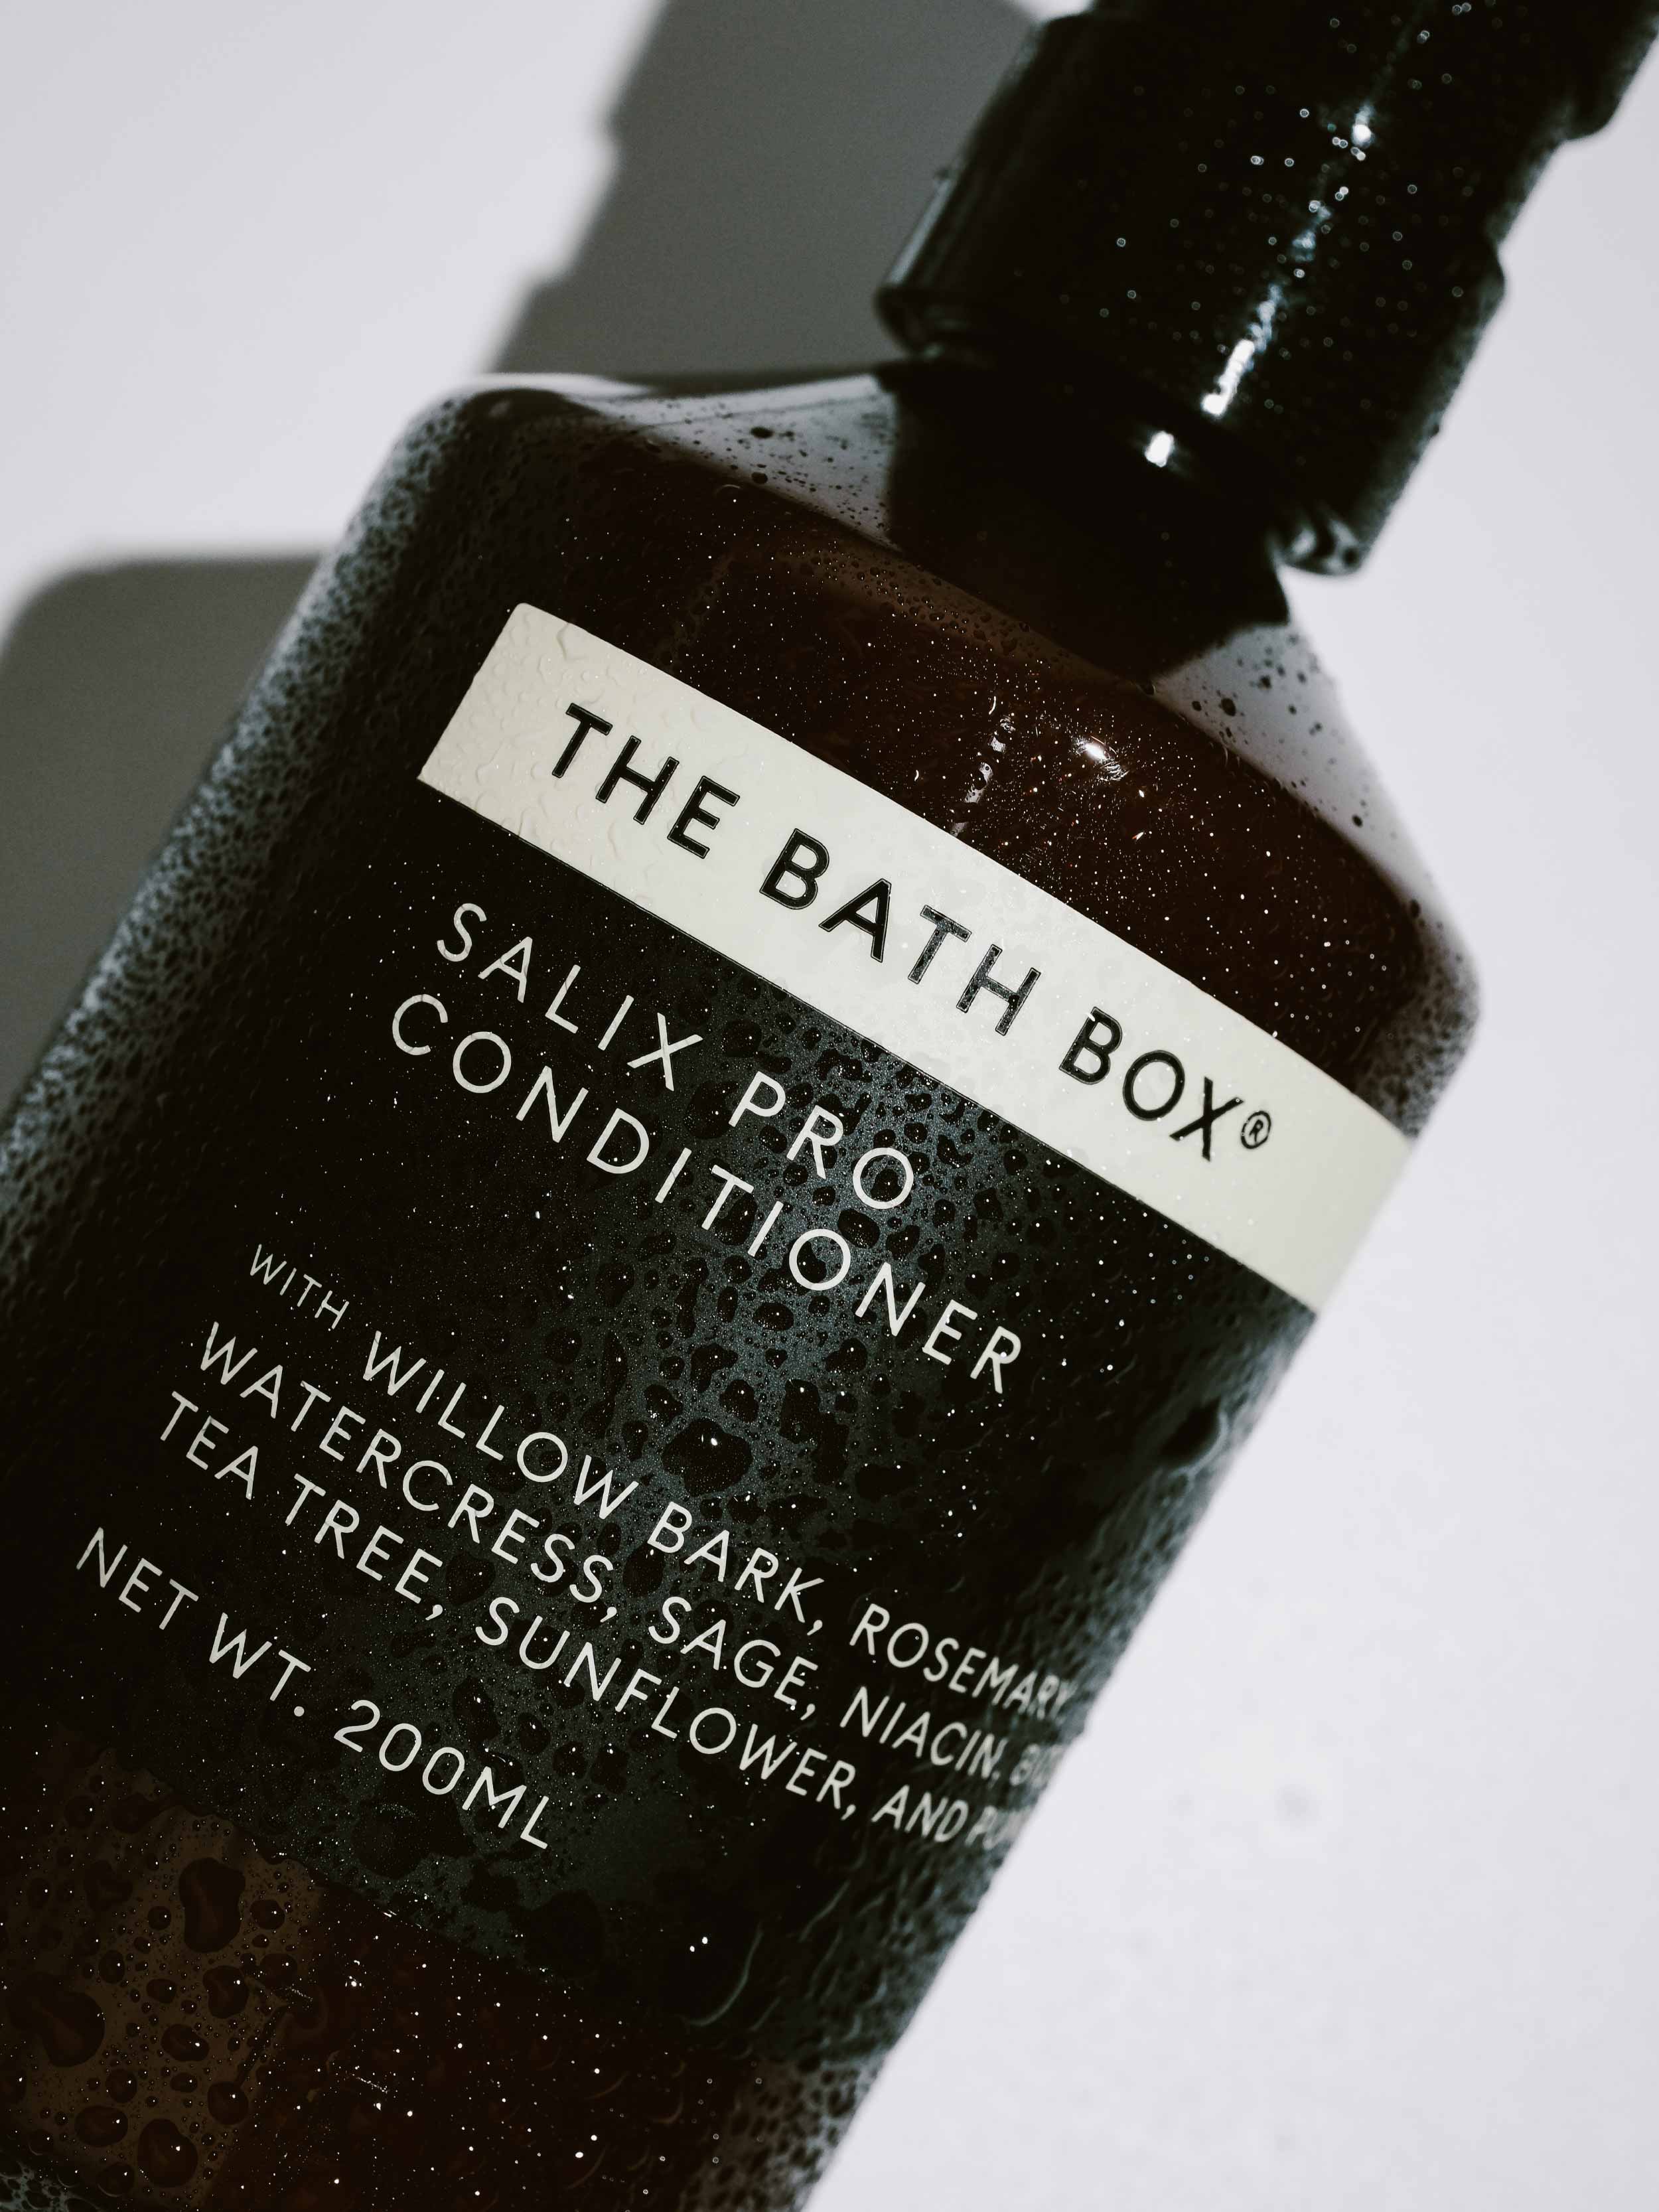 THE BATH BOX®
SALIX PRO
CONDITIONER
WITH WILLOW BARK, ROSEMARY,
WATERCRESS, SAGE, NIACIN,
TEA TREE, SUNFLOWER, AND
NET WT. 200ML